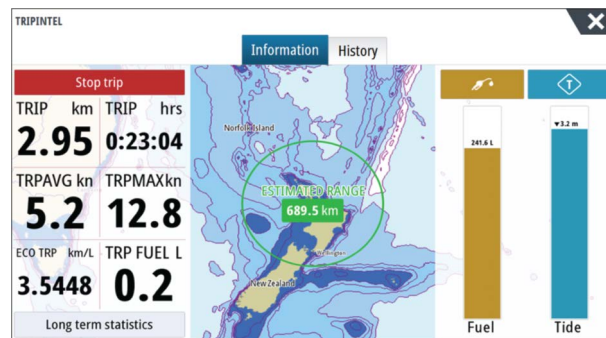 TRIPINTEL
X
Information History
Stop trip
TRIP km TRIP hrs
2.95 0:23:04
TRPAVG kn TRPMAX kn
5.2 12.8
ECO TRP km/L TRP FUEL L
3.5448 0.2
Long term statistics
Norfolk Island
ESTIMATED RANGE
689.5 km
Wellington
New Zealand
T
241.6 L
▼3.2 m
Fuel Tide